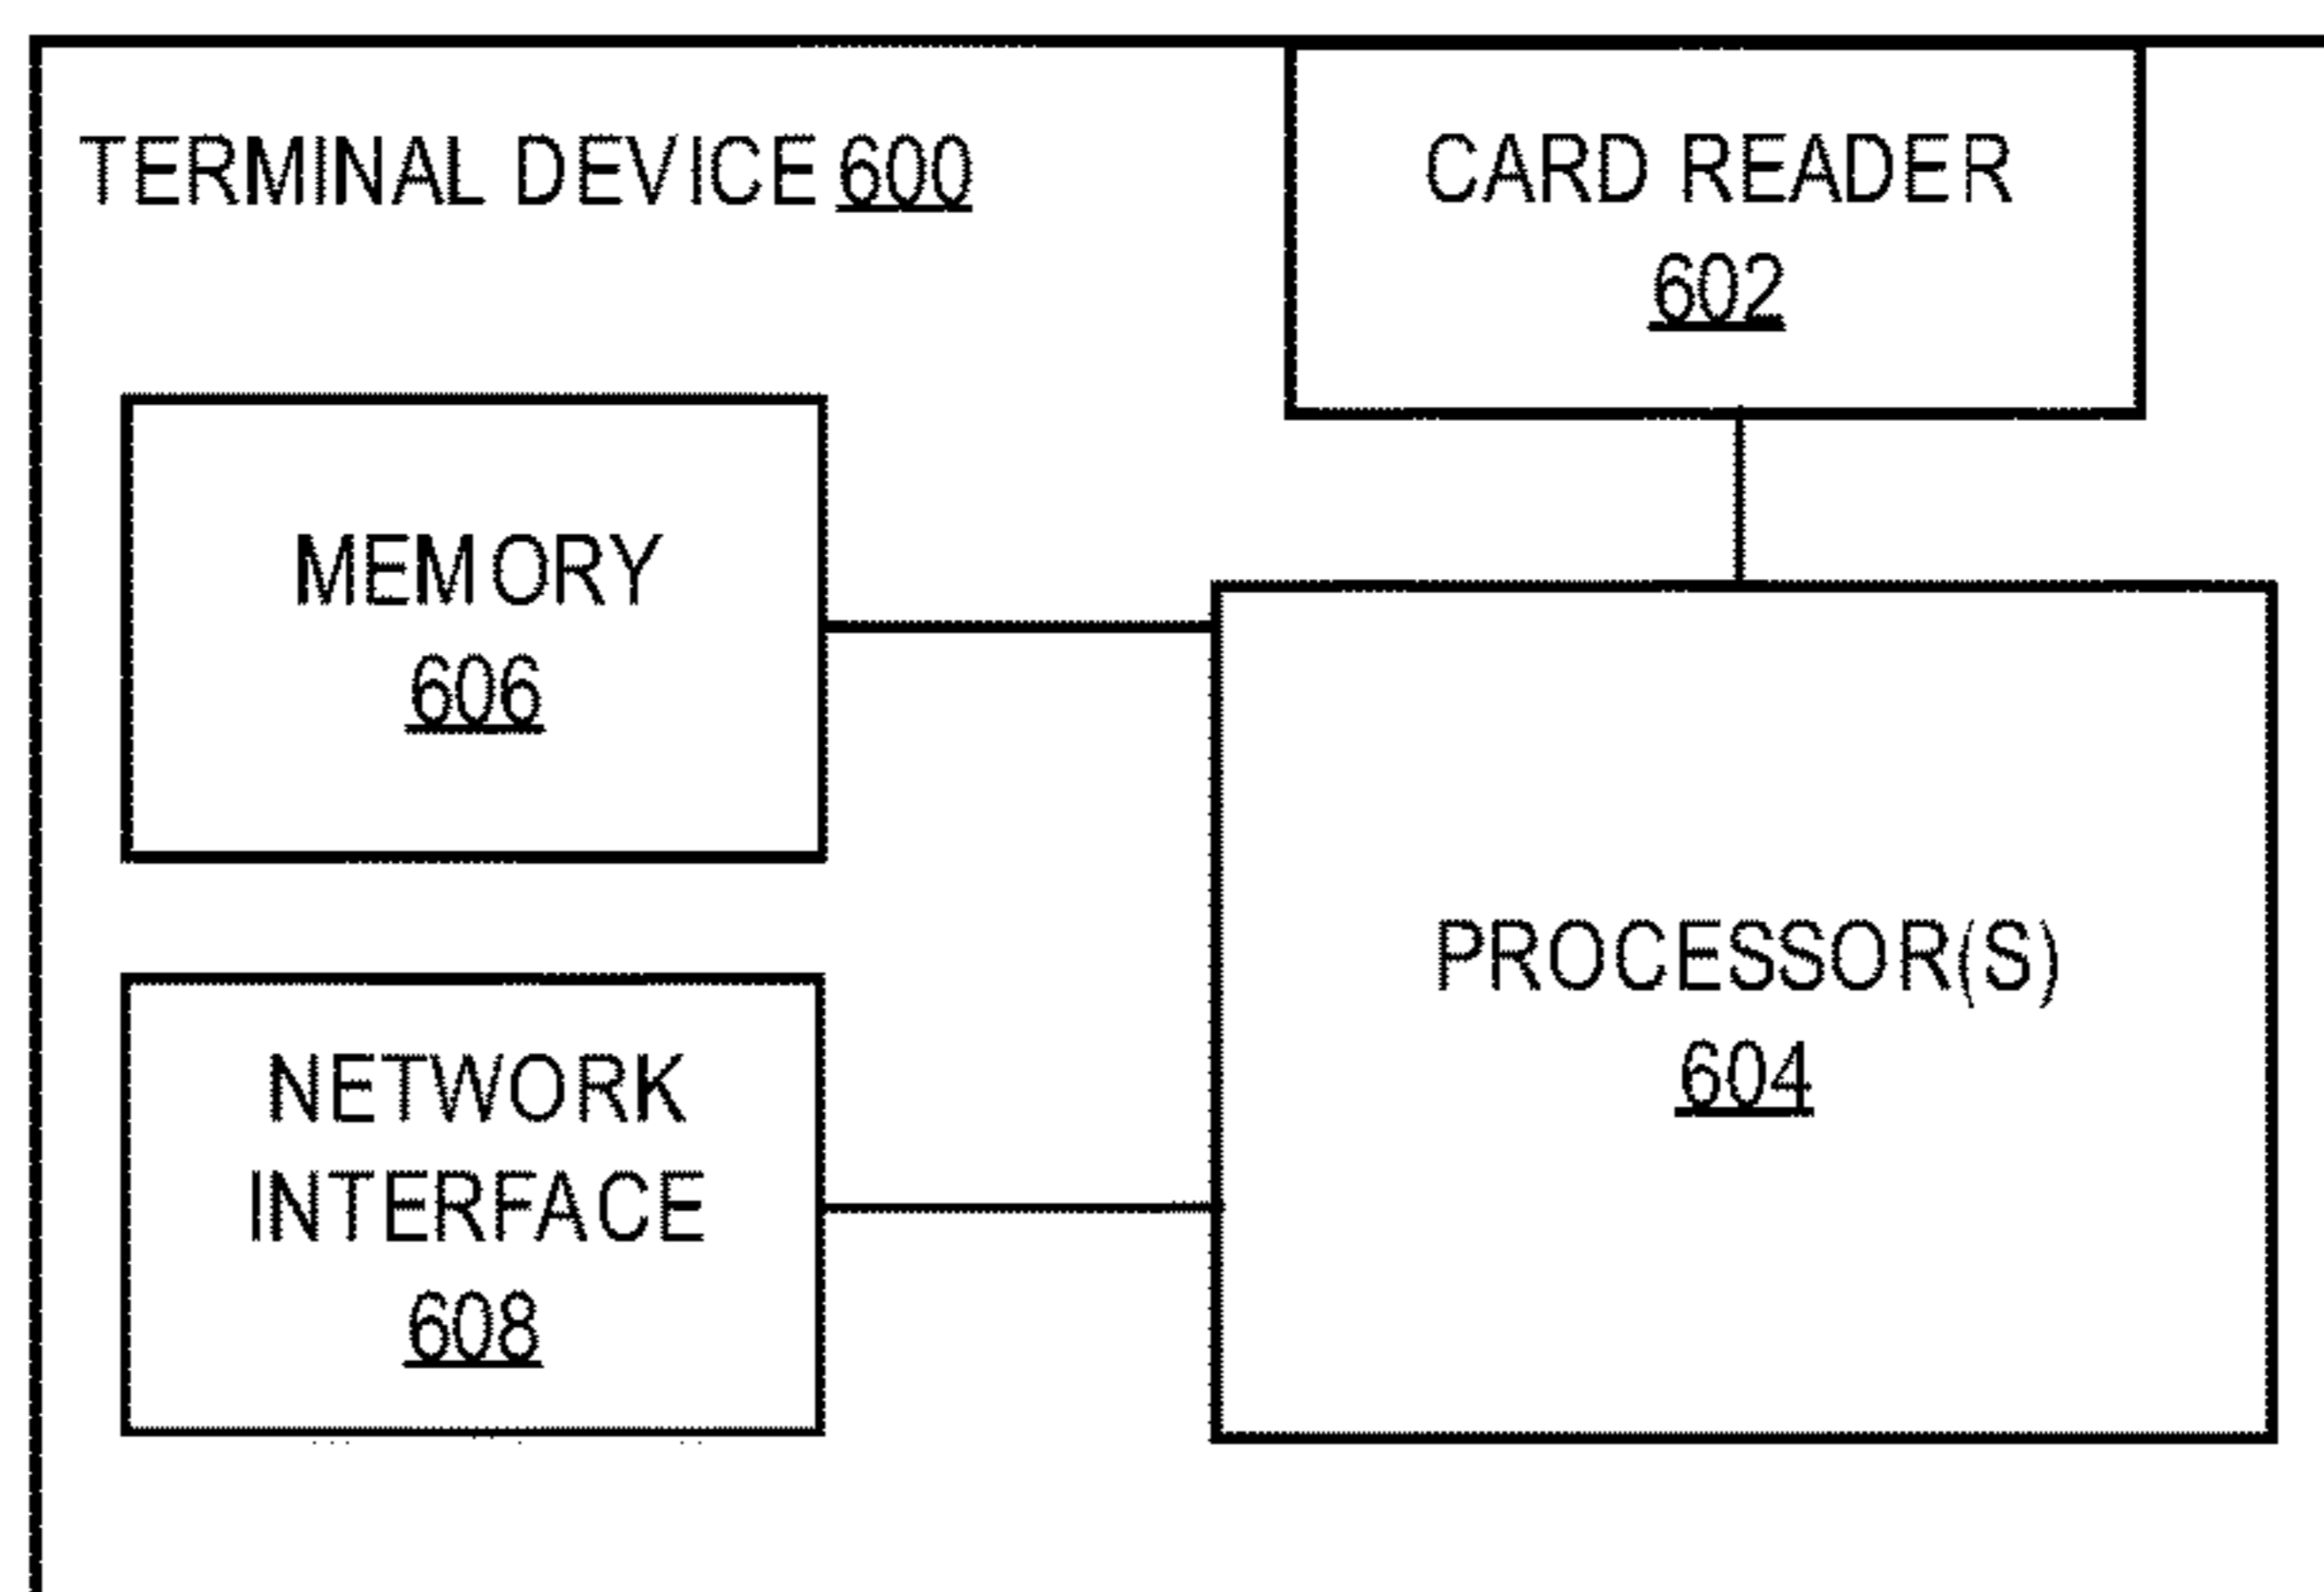 TERMINAL DEVICE 600
CARD READER
602
MEMORY
606
PROCESSOR(S)
604
NETWORK
INTERFACE
608